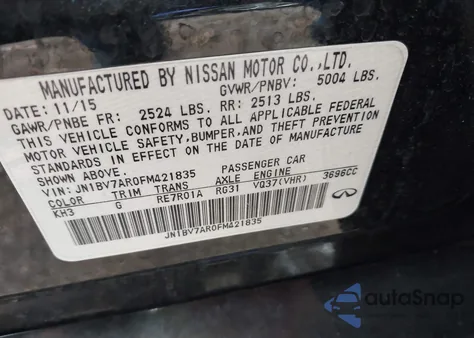 MANUFACTURED BY NISSAN MOTOR CO.,LTD.
DATE: 11/15 GVWR/PNBV: 5004 LBS.
GAWR/PNBE FR: 2524 LBS. RR: 2513 LBS.
THIS VEHICLE CONFORMS TO ALL APPLICABLE FEDERAL
MOTOR VEHICLE SAFETY, BUMPER, AND THEFT PREVENTION
STANDARDS IN EFFECT ON THE DATE OF MANUFACTURE
SHOWN ABOVE.
VIN: JN1BV7AR0FM421835 PASSENGER CAR
COLOR TRIM TRANS AXLE ENGINE
KH3 G RE7R01A RG31 VQ37(VHR) 3696CC
JN1BV7AR0FM421835
autoSnap